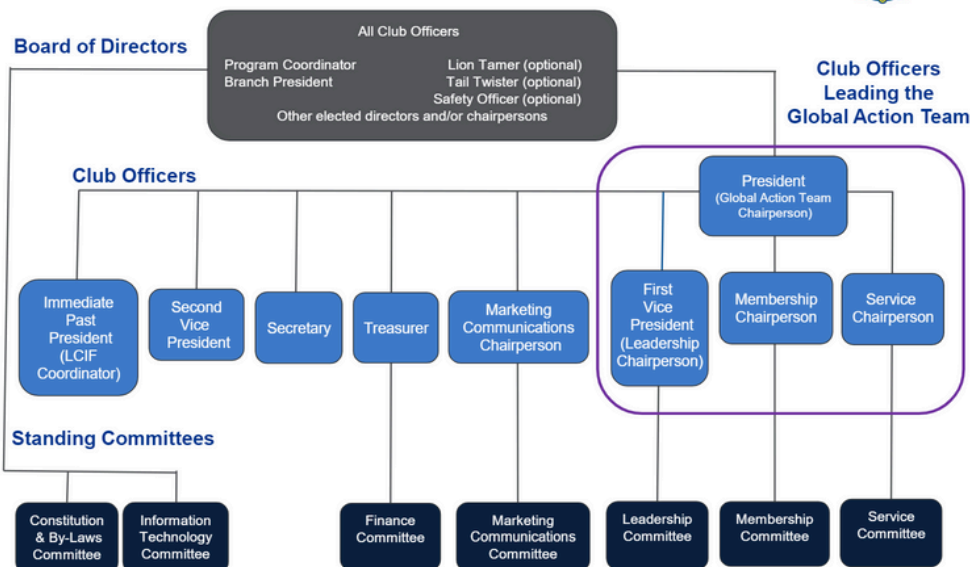 Board of Directors
All Club Officers
Program Coordinator
Branch President
Lion Tamer (optional)
Tail Twister (optional)
Safety Officer (optional)
Other elected directors and/or chairpersons
Club Officers
Leading the
Global Action Team
Club Officers
President
(Global Action Team
Chairperson)
Immediate
Past
President
(LCIF
Coordinator)
Second
Vice
President
Secretary
Treasurer
Marketing
Communications
Chairperson
First
Vice
President
(Leadership
Chairperson)
Membership
Chairperson
Service
Chairperson
Standing Committees
Constitution
& By-Laws
Committee
Information
Technology
Committee
Finance
Committee
Marketing
Communications
Committee
Leadership
Committee
Membership
Committee
Service
Committee